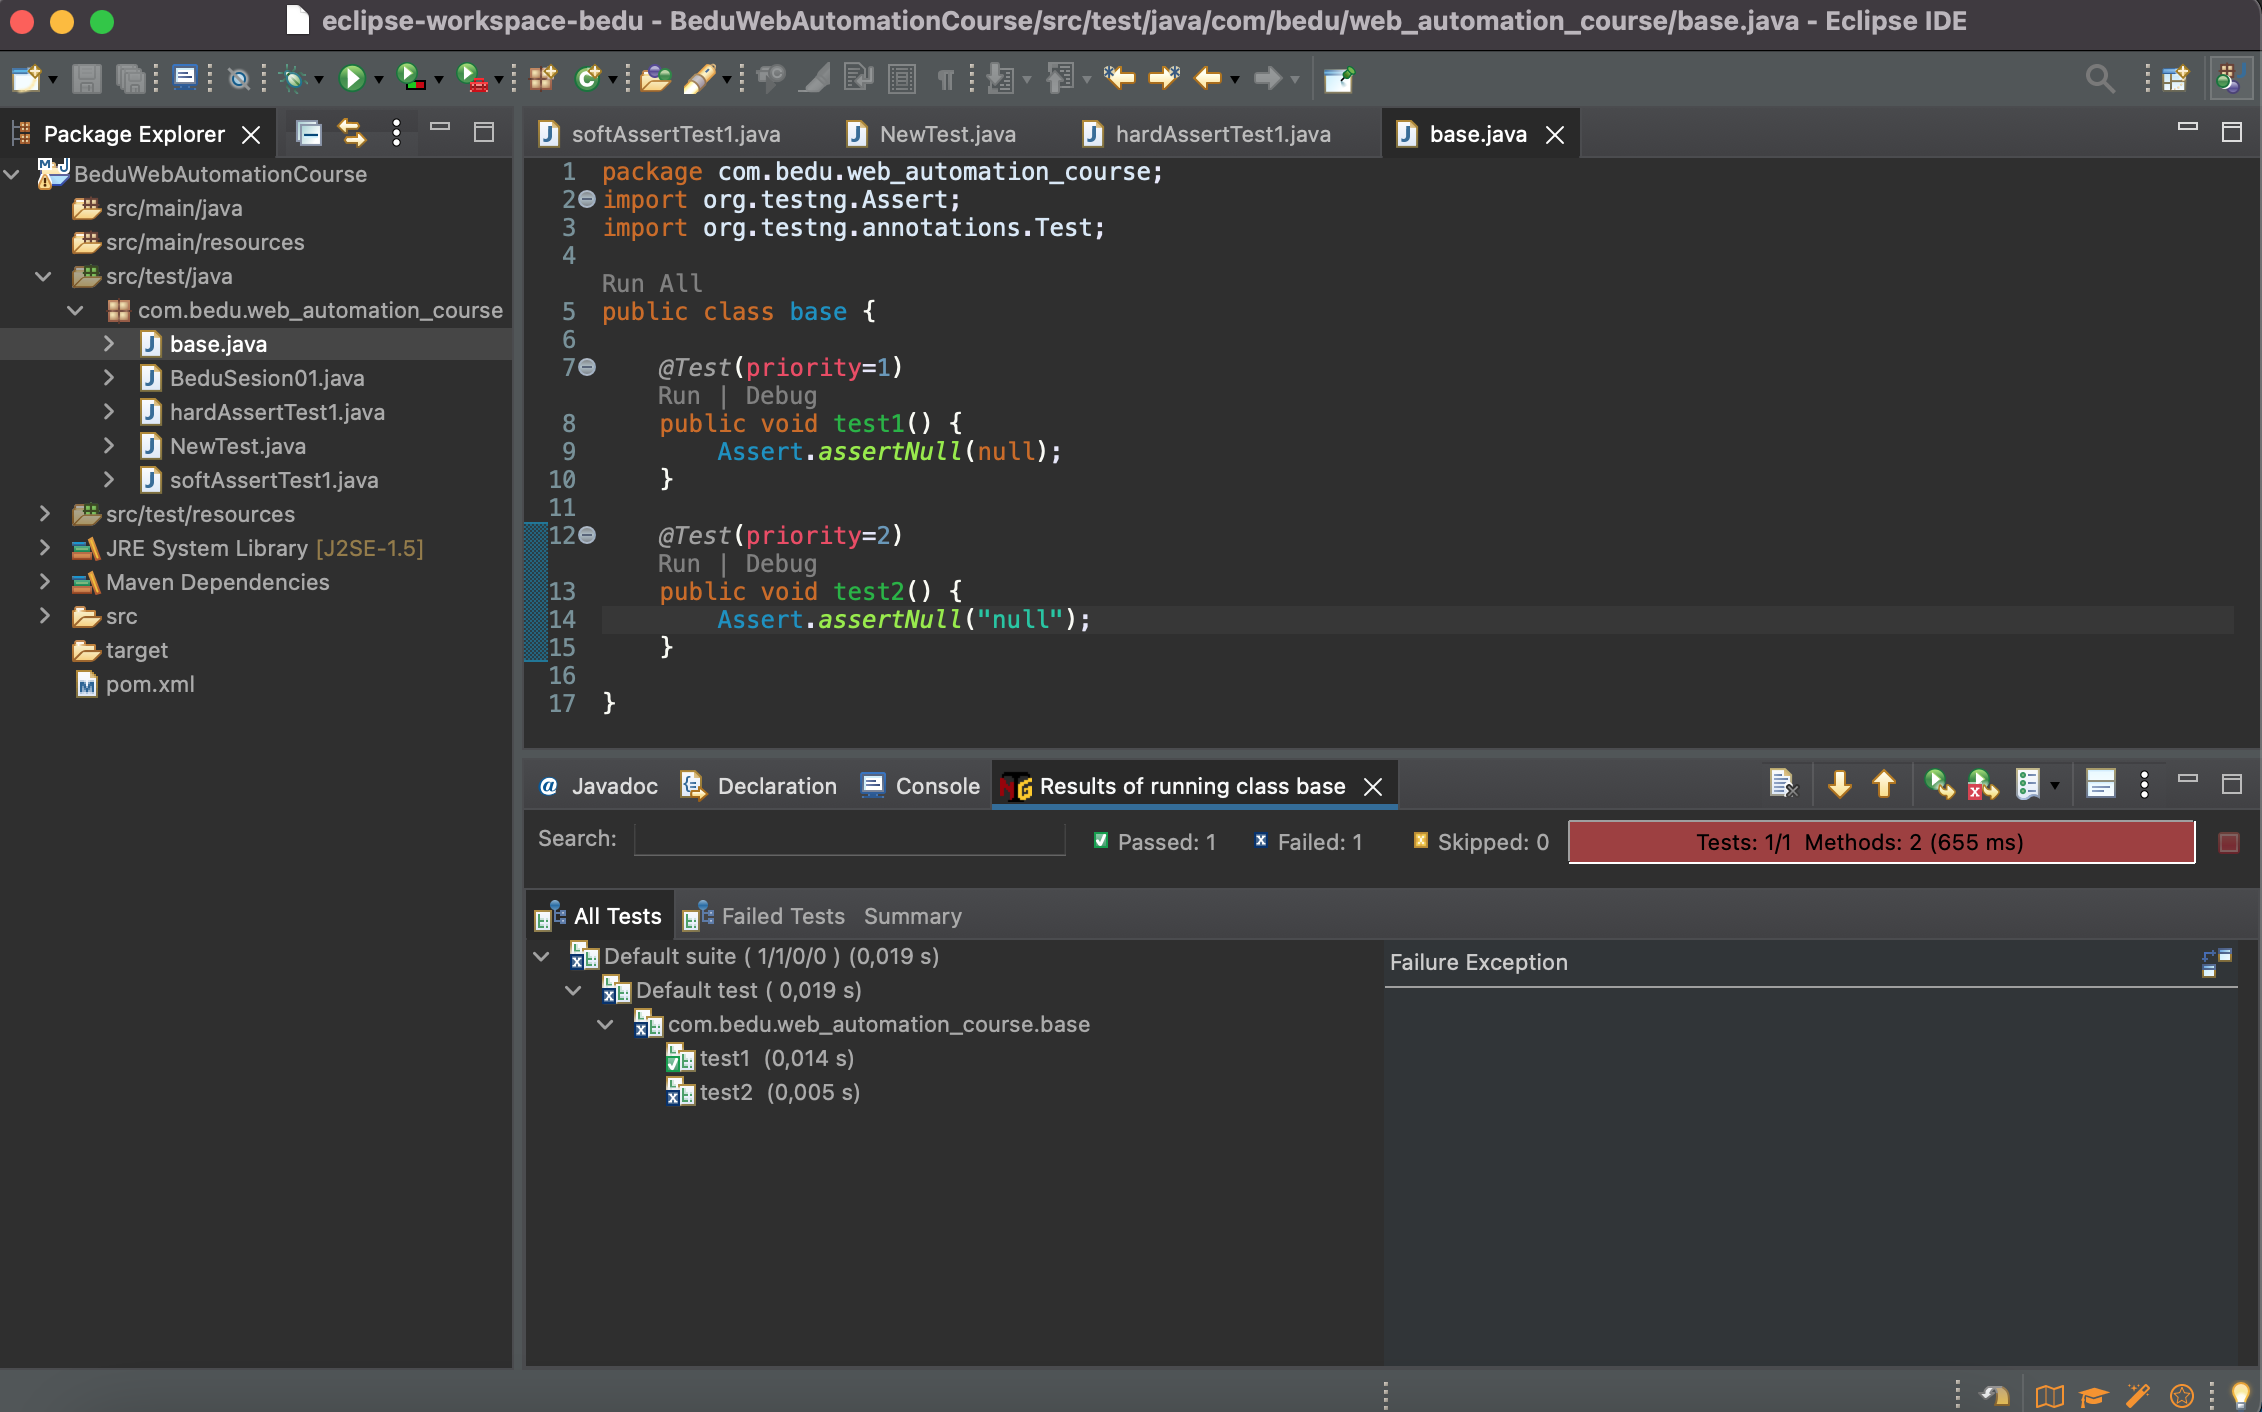 eclipse-workspace-bedu - BeduWebAutomationCourse/src/test/java/com/bedu/web_automation_course/base.java - Eclipse IDE
Package Explorer
BeduWebAutomationCourse
src/main/java
src/main/resources
src/test/java
com.bedu.web_automation_course
base.java
BeduSesion01.java
hardAssertTest1.java
NewTest.java
softAssertTest1.java
src/test/resources
JRE System Library [J2SE-1.5]
Maven Dependencies
src
target
pom.xml
softAssertTest1.java NewTest.java hardAssertTest1.java base.java
1 package com.bedu.web_automation_course;
2 import org.testng.Assert;
3 import org.testng.annotations.Test;
4
Run All
5 public class base {
6
7 @Test(priority=1)
Run | Debug
8 public void test1() {
9 Assert.assertNull(null);
10 }
11
12 @Test(priority=2)
Run | Debug
13 public void test2() {
14 Assert.assertNull("null");
15 }
16
17 }
@ Javadoc Declaration Console Results of running class base
Search: Passed: 1 Failed: 1 Skipped: 0 Tests: 1/1 Methods: 2 (655 ms)
All Tests Failed Tests Summary
Default suite ( 1/1/0/0 ) (0,019 s)
Default test ( 0,019 s)
com.bedu.web_automation_course.base
test1 (0,014 s)
test2 (0,005 s)
Failure Exception